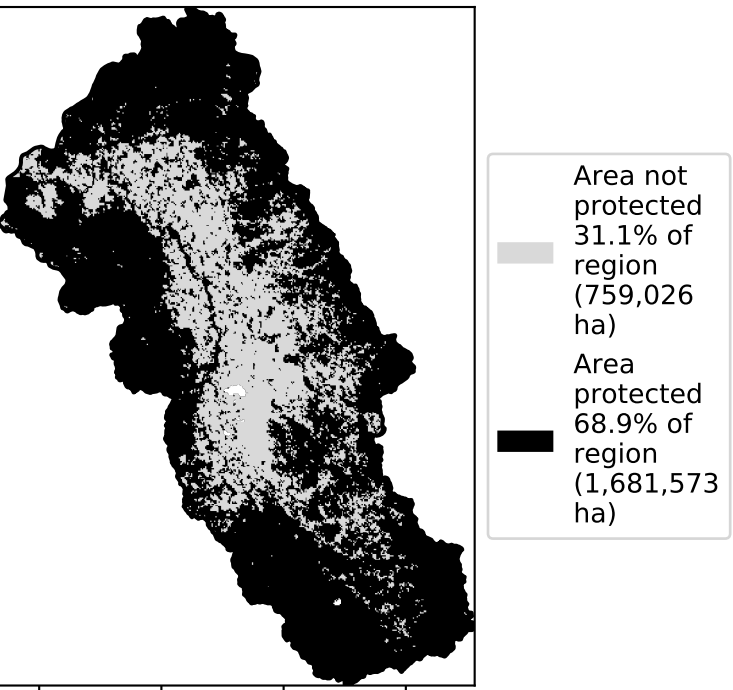 Area not
protected
31.1% of
region
(759,026
ha)
Area
protected
68.9% of
region
(1,681,573
ha)